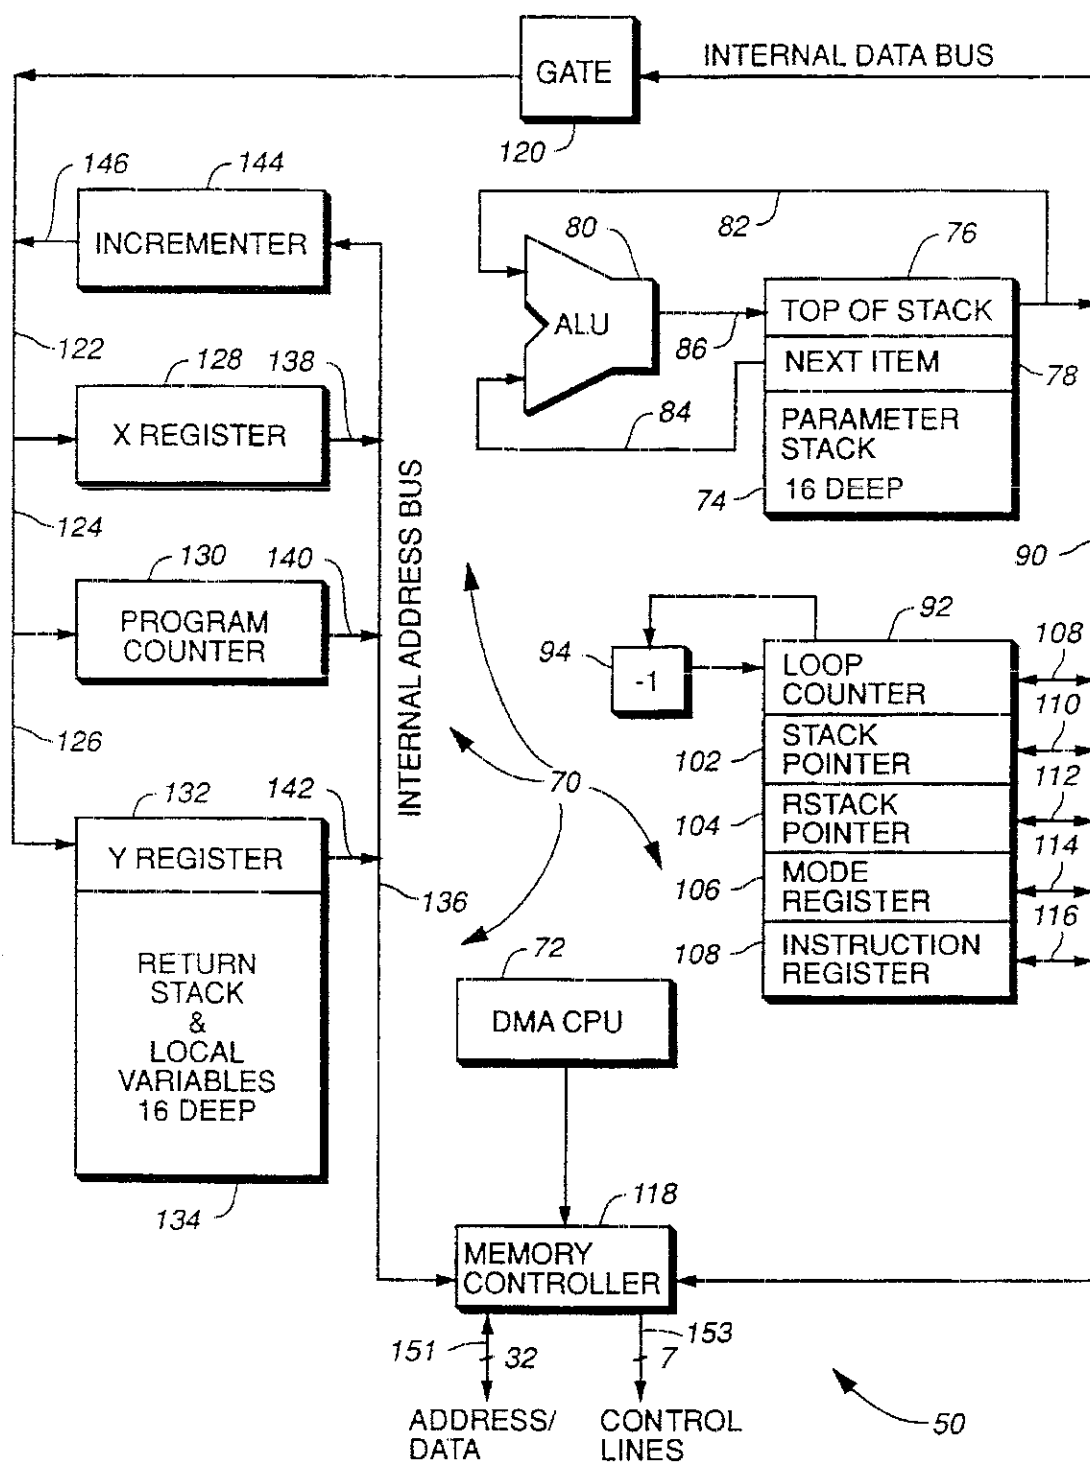 INTERNAL DATA BUS
GATE
120
146
144
INCREMENTER
82
80
76
ALU
TOP OF STACK
86
NEXT ITEM
78
84
PARAMETER
STACK
16 DEEP
74
90
122
128
138
X REGISTER
124
130
140
PROGRAM
COUNTER
INTERNAL ADDRESS BUS
126
132
142
Y REGISTER
136
RETURN
STACK
&
LOCAL
VARIABLES
16 DEEP
134
94
-1
92
LOOP
COUNTER
108
110
102
STACK
POINTER
112
70
104
RSTACK
POINTER
114
106
MODE
REGISTER
116
108
INSTRUCTION
REGISTER
72
DMA CPU
118
MEMORY
CONTROLLER
151
32
153
7
ADDRESS/
DATA
CONTROL
LINES
50